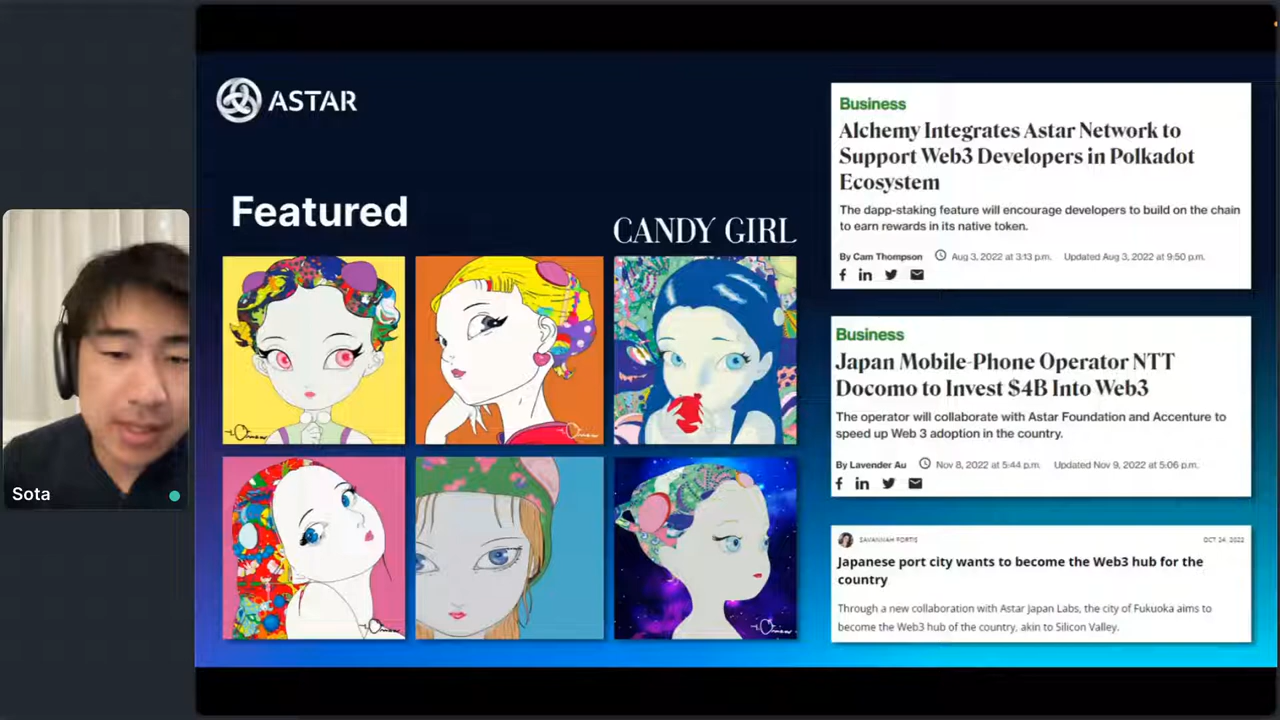 ASTAR
Featured
CANDY GIRL
Sota
Business
Alchemy Integrates Astar Network to
Support Web3 Developers in Polkadot
Ecosystem
The dapp-staking feature will encourage developers to build on the chain
to earn rewards in its native token.
By Cam Thompson Aug 3, 2022 at 3:13 p.m. Updated Aug 3, 2022 at 9:50 p.m.
Business
Japan Mobile-Phone Operator NTT
Docomo to Invest $4B Into Web3
The operator will collaborate with Astar Foundation and Accenture to
speed up Web 3 adoption in the country.
By Lavender Au Nov 8, 2022 at 5:44 p.m. Updated Nov 9, 2022 at 5:06 p.m.
SAVANNAH FORTIS OCT 24, 2022
Japanese port city wants to become the Web3 hub for the
country
Through a new collaboration with Astar Japan Labs, the city of Fukuoka aims to
become the Web3 hub of the country, akin to Silicon Valley.